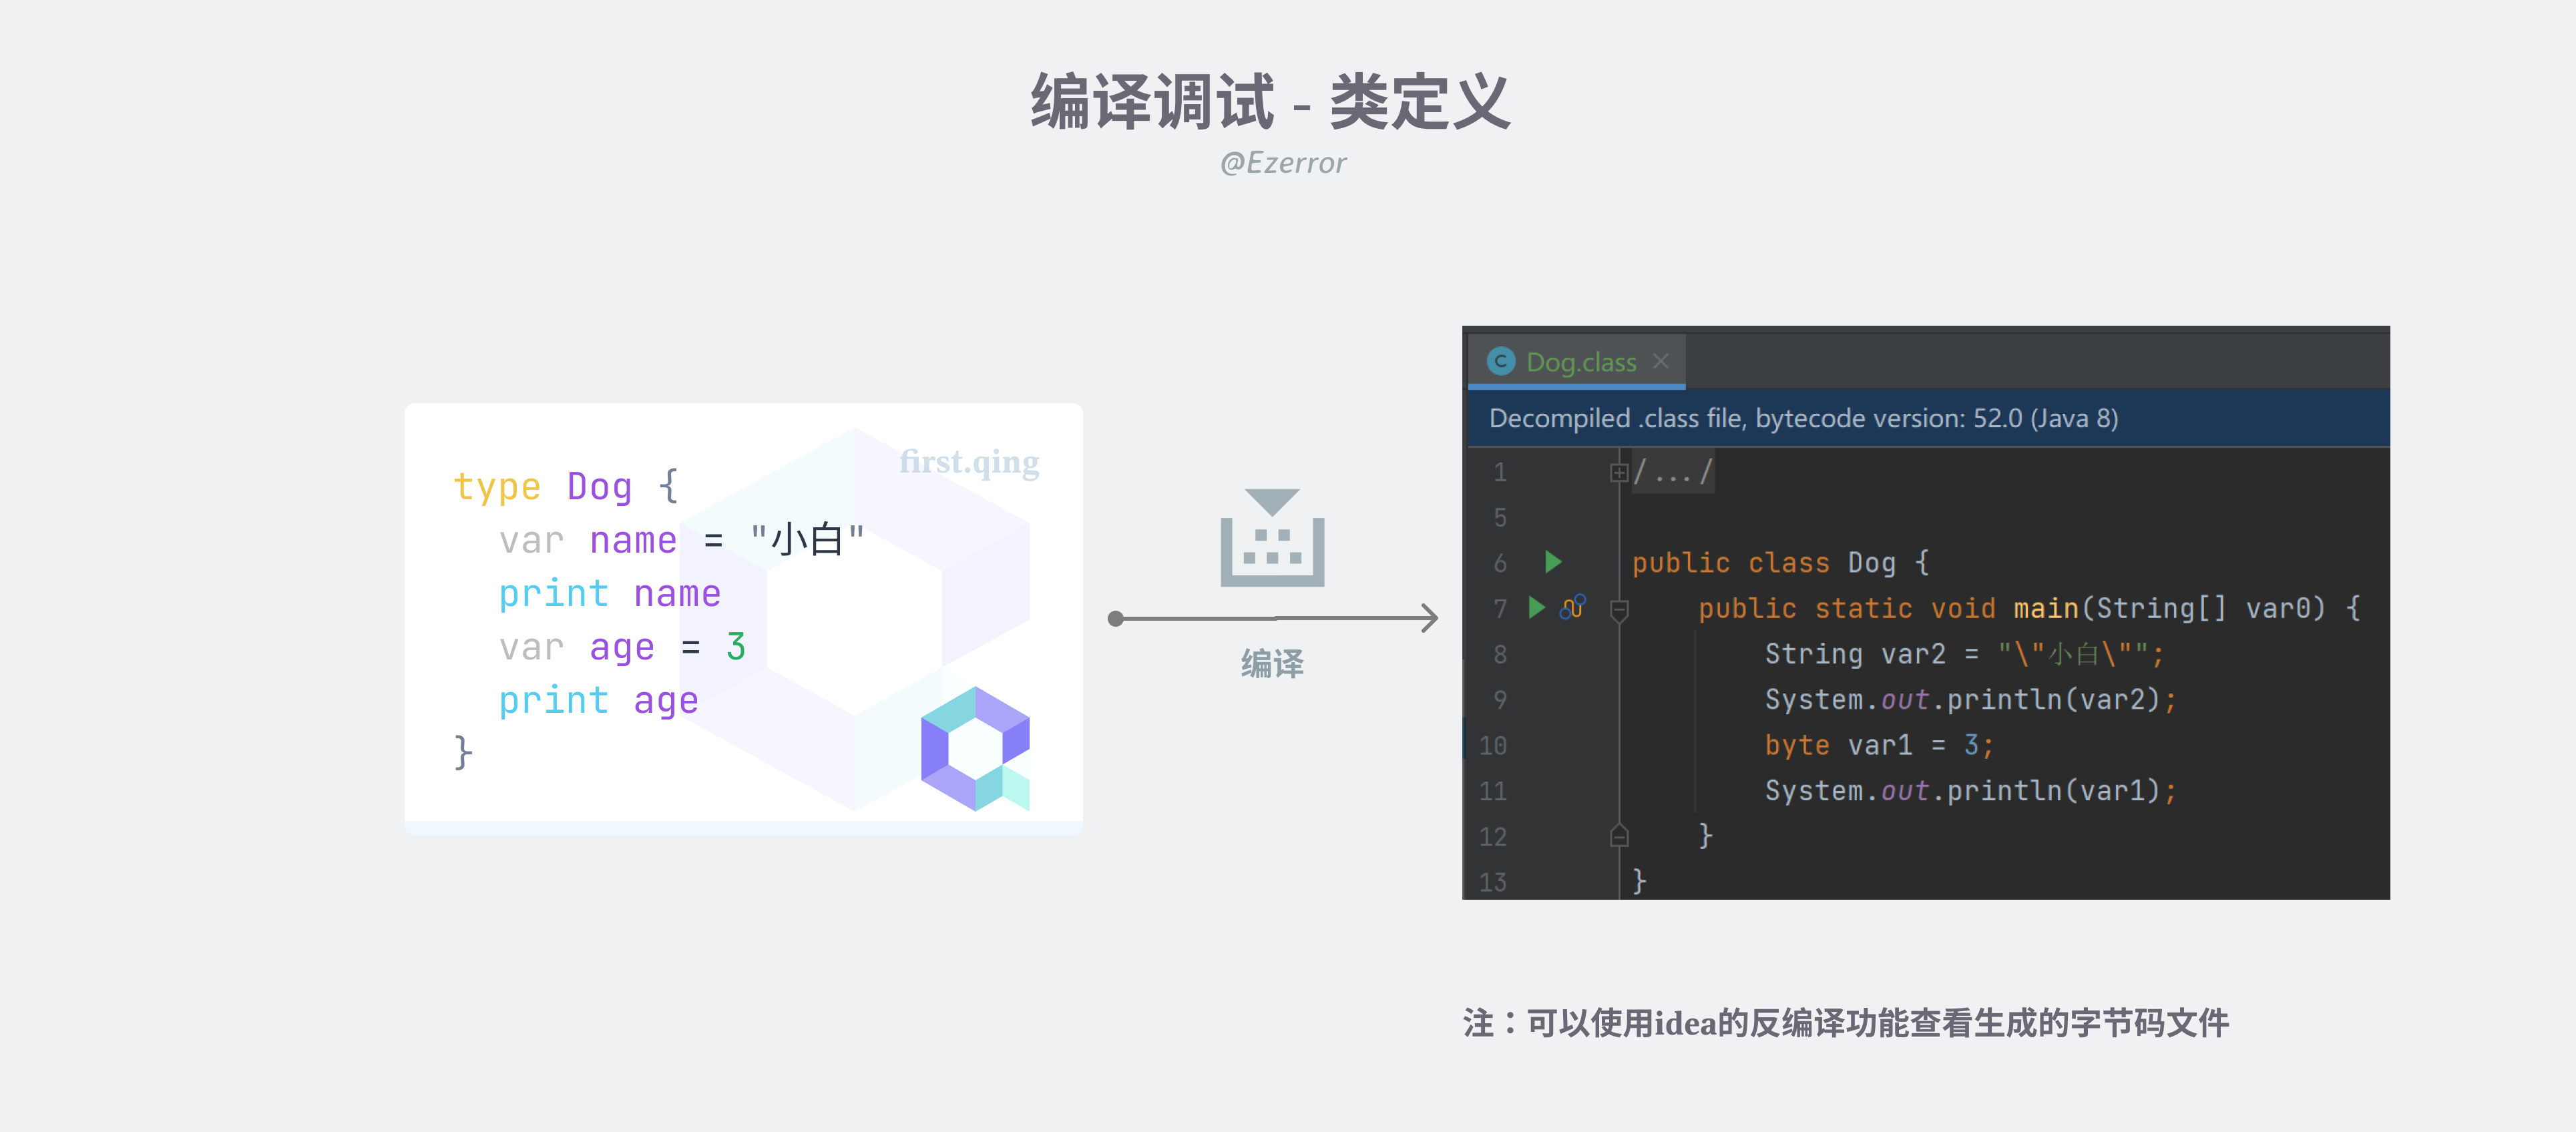 编译调试 - 类定义
@Ezerror
first.qing
type Dog {
  var name = "小白"
  print name
  var age = 3
  print age
}
编译
C Dog.class ×
Decompiled .class file, bytecode version: 52.0 (Java 8)
1 /.../
5
6 public class Dog {
7     public static void main(String[] var0) {
8         String var2 = "\"小白\"";
9         System.out.println(var2);
10         byte var1 = 3;
11         System.out.println(var1);
12     }
13 }
注：可以使用idea的反编译功能查看生成的字节码文件